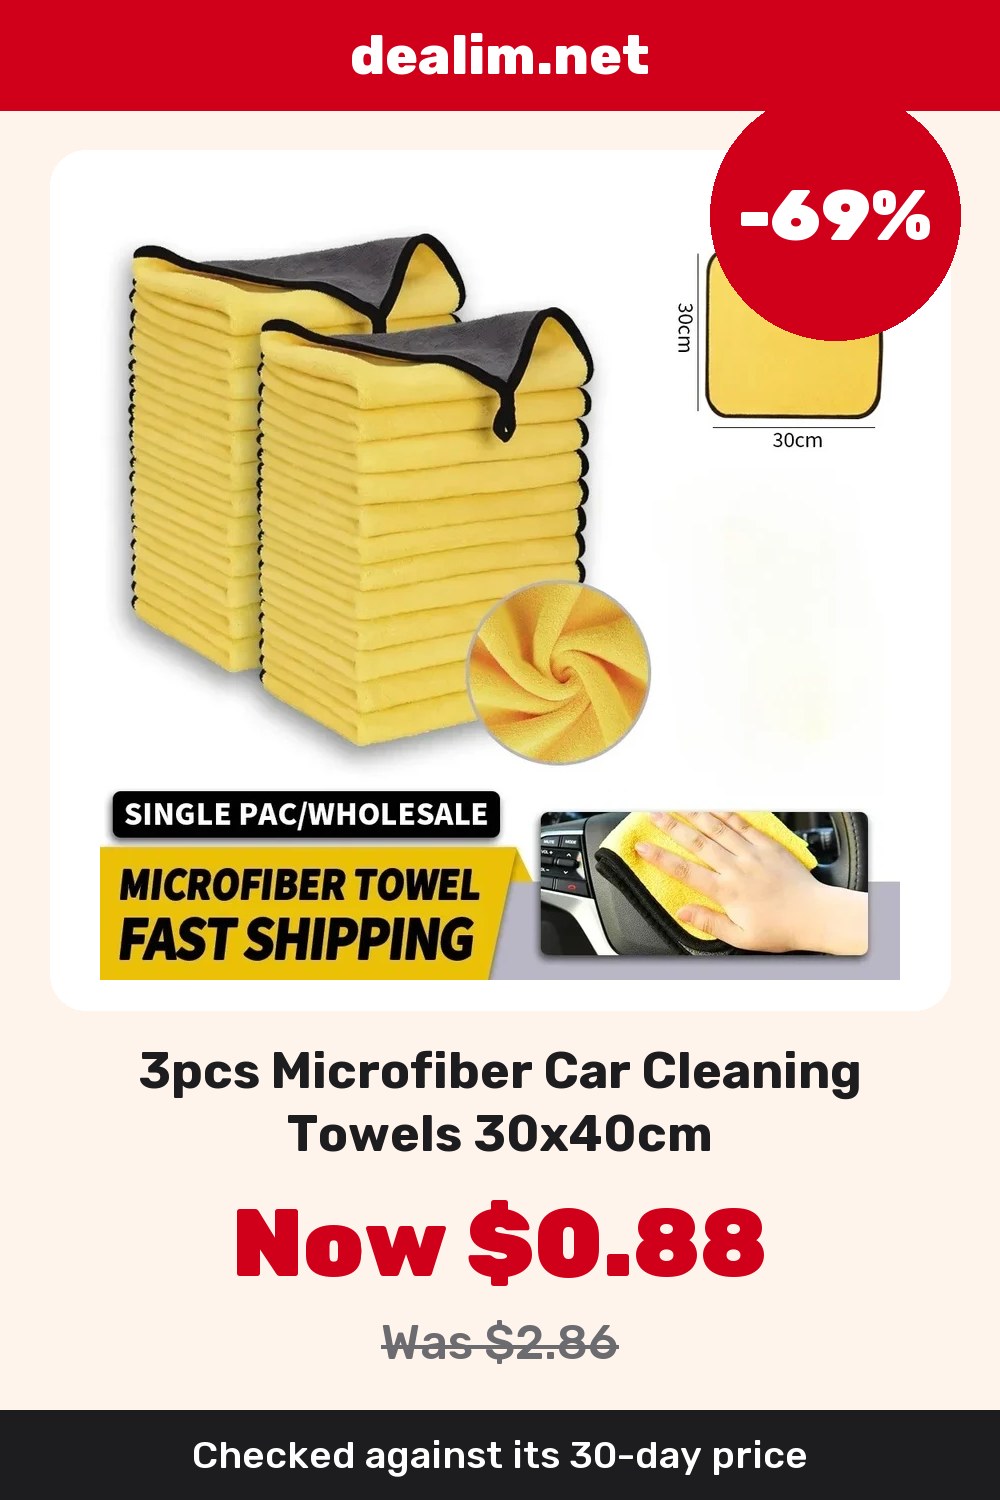 dealim.net
-69%
30cm
30cm
SINGLE PAC/WHOLESALE
MICROFIBER TOWEL
FAST SHIPPING
3pcs Microfiber Car Cleaning
Towels 30x40cm
Now $0.88
Was $2.86
Checked against its 30-day price